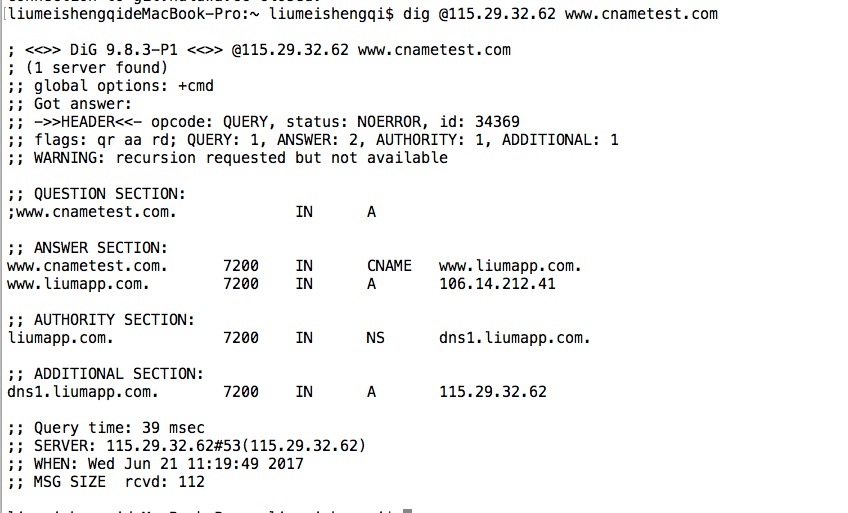 liumeishengqideMacBook-Pro:~ liumeishengqi$ dig @115.29.32.62 www.cnametest.com
; <<>> DiG 9.8.3-P1 <<>> @115.29.32.62 www.cnametest.com
; (1 server found)
;; global options: +cmd
;; Got answer:
;; ->>HEADER<<- opcode: QUERY, status: NOERROR, id: 34369
;; flags: qr aa rd; QUERY: 1, ANSWER: 2, AUTHORITY: 1, ADDITIONAL: 1
;; WARNING: recursion requested but not available
;; QUESTION SECTION:
;www.cnametest.com. IN A
;; ANSWER SECTION:
www.cnametest.com. 7200 IN CNAME www.liumapp.com.
www.liumapp.com. 7200 IN A 106.14.212.41
;; AUTHORITY SECTION:
liumapp.com. 7200 IN NS dns1.liumapp.com.
;; ADDITIONAL SECTION:
dns1.liumapp.com. 7200 IN A 115.29.32.62
;; Query time: 39 msec
;; SERVER: 115.29.32.62#53(115.29.32.62)
;; WHEN: Wed Jun 21 11:19:49 2017
;; MSG SIZE rcvd: 112